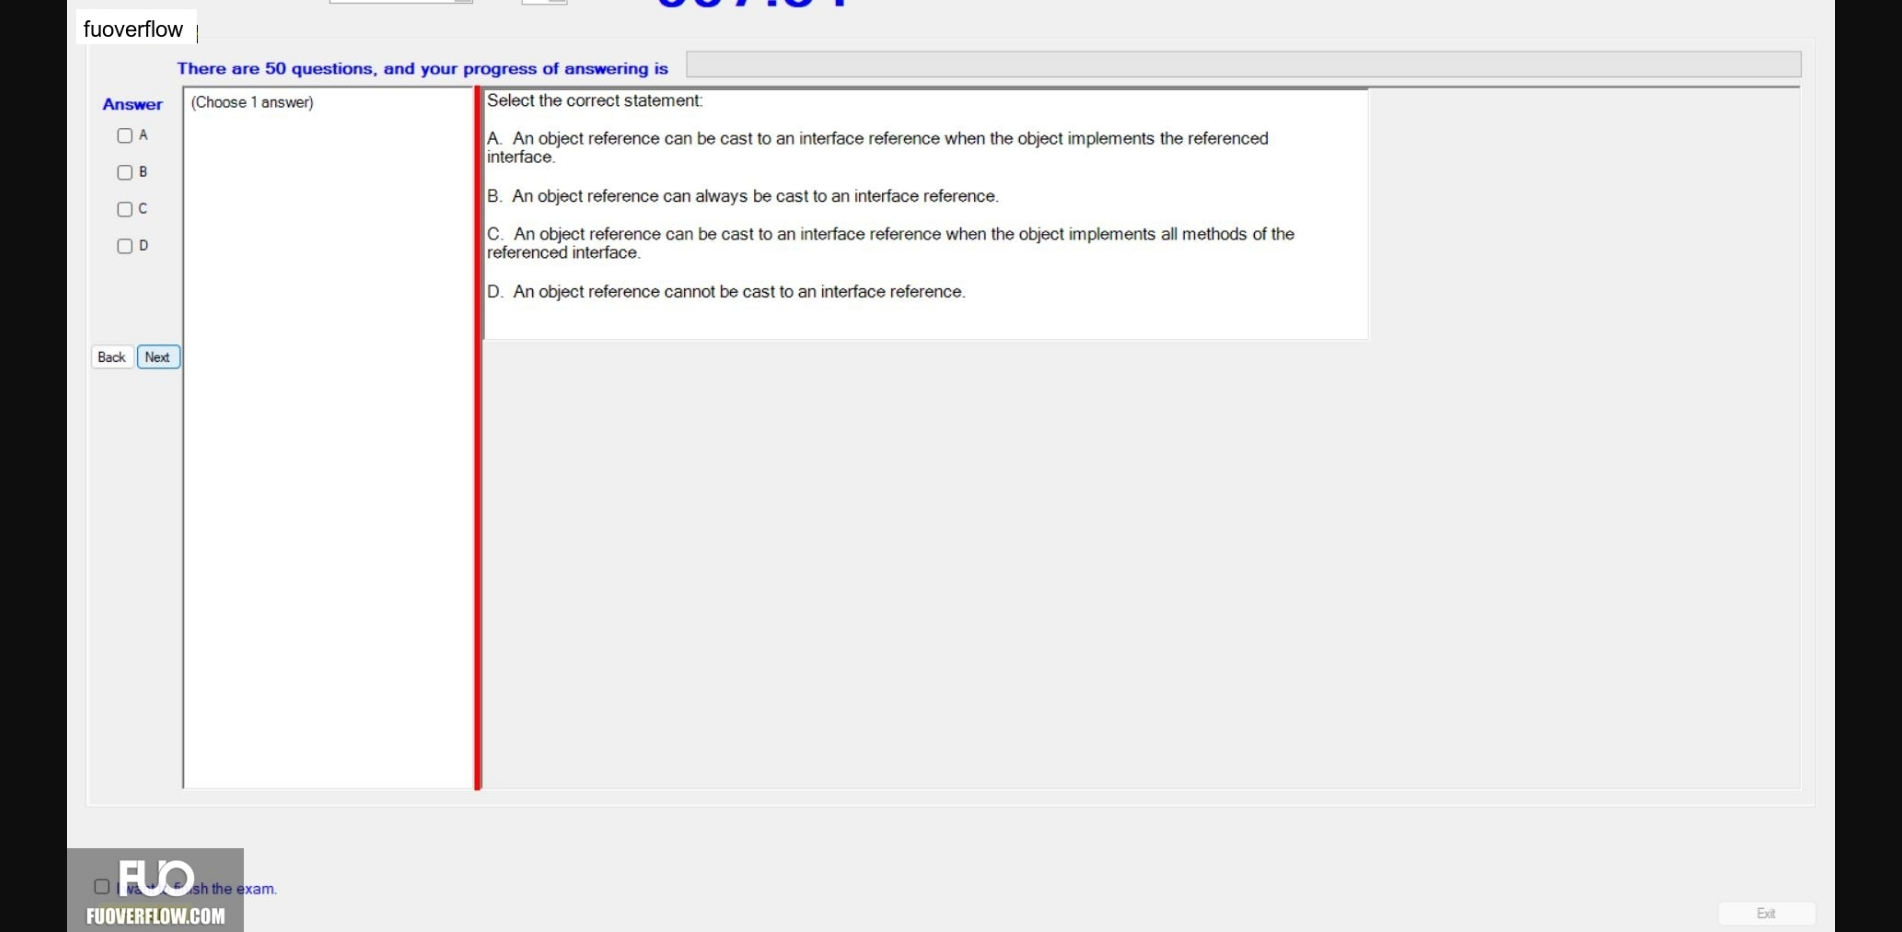 fuoverflow
There are 50 questions, and your progress of answering is
Answer
(Choose 1 answer)
A
B
C
D
Back
Next
Select the correct statement:
A. An object reference can be cast to an interface reference when the object implements the referenced
interface.
B. An object reference can always be cast to an interface reference.
C. An object reference can be cast to an interface reference when the object implements all methods of the
referenced interface.
D. An object reference cannot be cast to an interface reference.
FUO
the exam.
FUOVERFLOW.COM
Exit